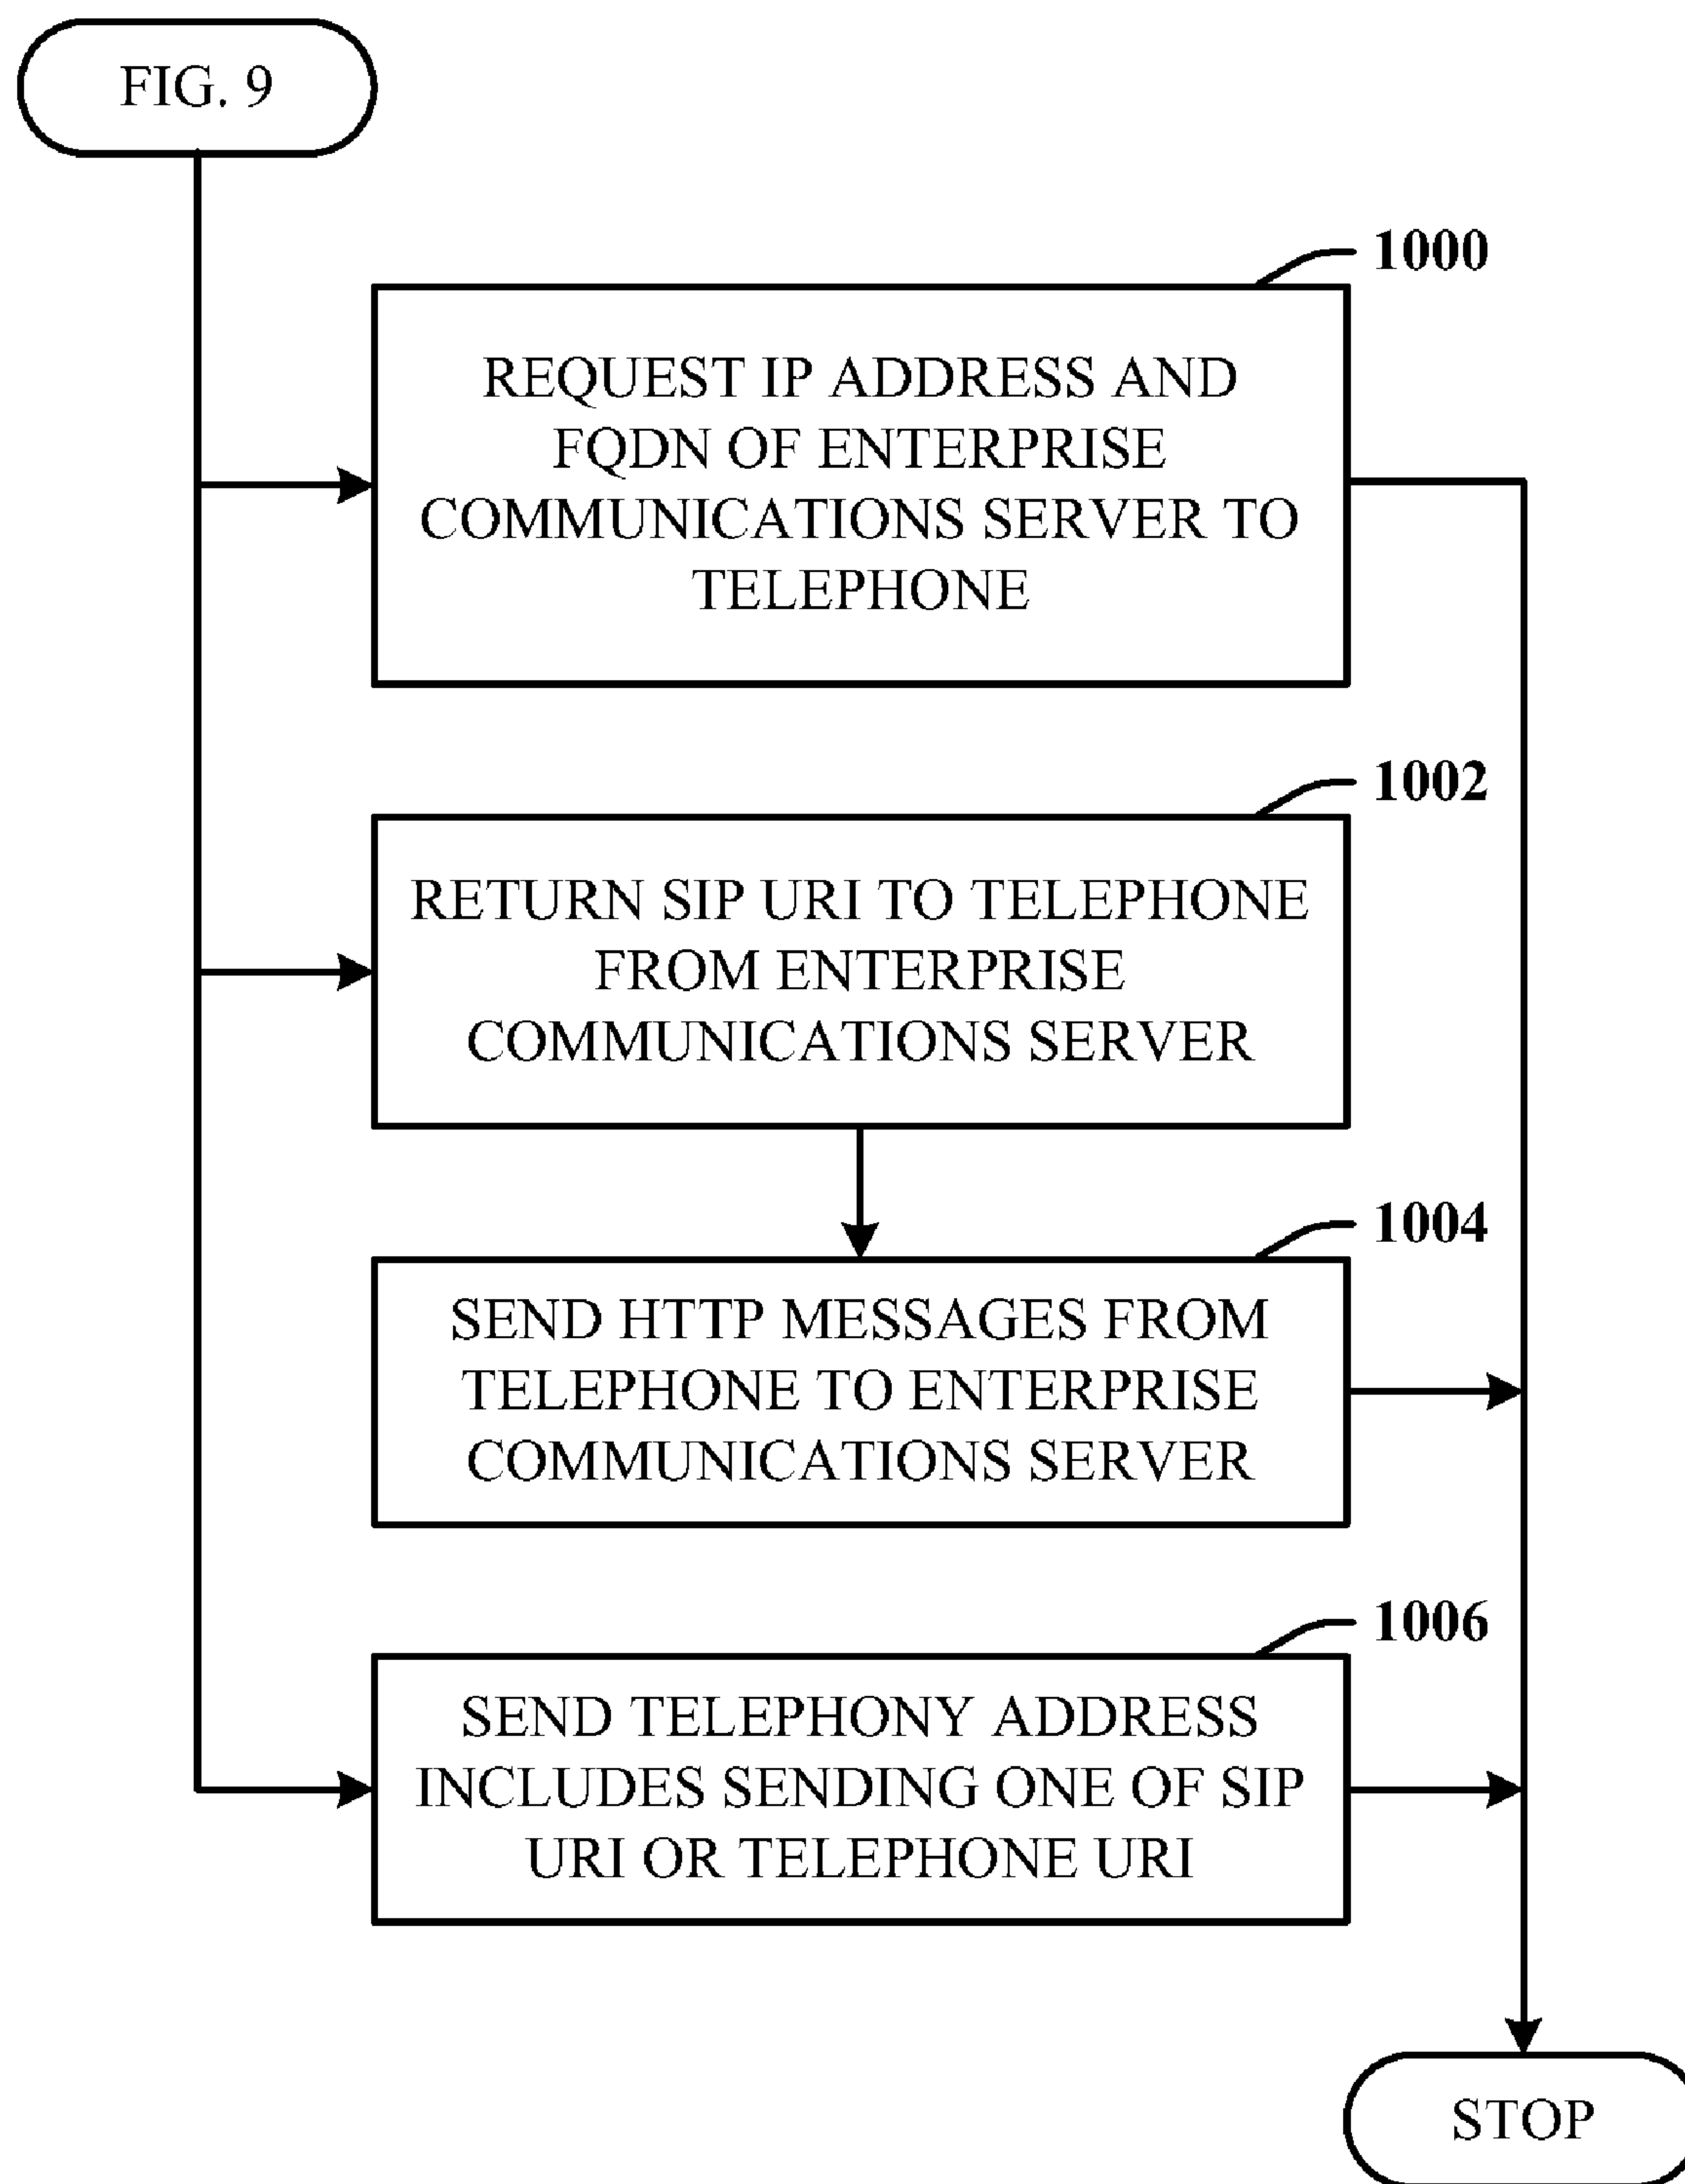 FIG. 9
1000
REQUEST IP ADDRESS AND
FQDN OF ENTERPRISE
COMMUNICATIONS SERVER TO
TELEPHONE
1002
RETURN SIP URI TO TELEPHONE
FROM ENTERPRISE
COMMUNICATIONS SERVER
1004
SEND HTTP MESSAGES FROM
TELEPHONE TO ENTERPRISE
COMMUNICATIONS SERVER
1006
SEND TELEPHONY ADDRESS
INCLUDES SENDING ONE OF SIP
URI OR TELEPHONE URI
STOP